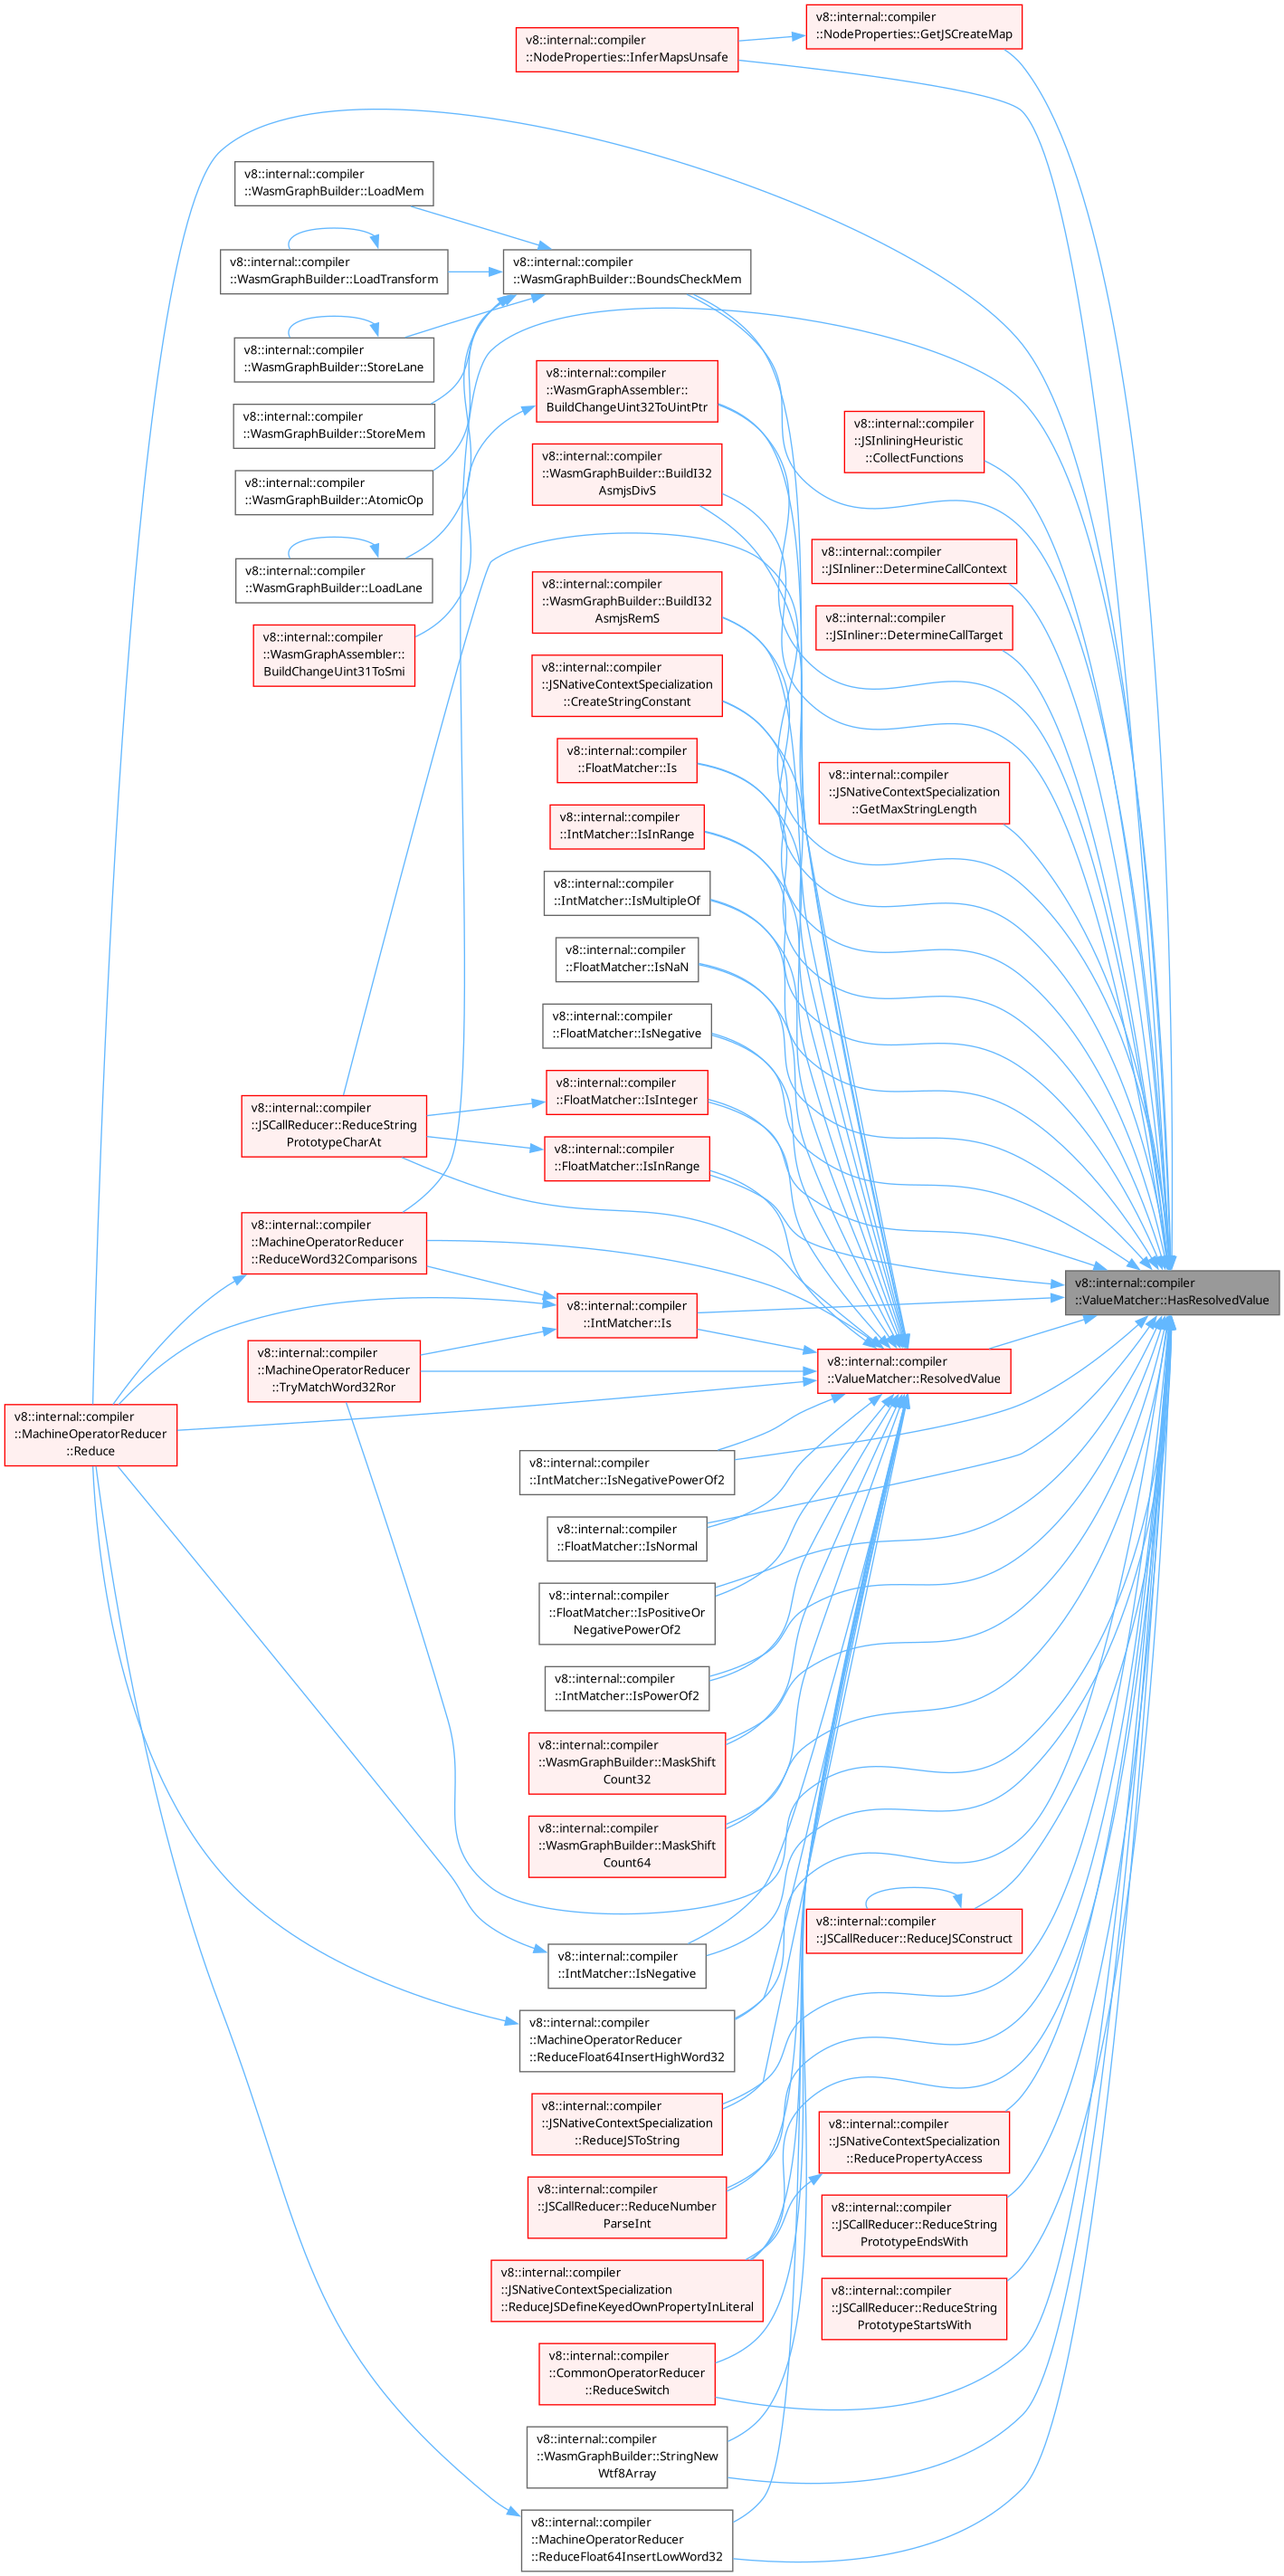 v8::internal::compiler
::NodeProperties::GetJSCreateMap
v8::internal::compiler
::NodeProperties::InferMapsUnsafe
v8::internal::compiler
::WasmGraphBuilder::LoadMem
v8::internal::compiler
::WasmGraphBuilder::LoadTransform
v8::internal::compiler
::WasmGraphBuilder::BoundsCheckMem
v8::internal::compiler
::WasmGraphBuilder::StoreLane
v8::internal::compiler
::WasmGraphAssembler::
BuildChangeUint32ToUintPtr
v8::internal::compiler
::WasmGraphBuilder::StoreMem
v8::internal::compiler
::JSInliningHeuristic
::CollectFunctions
v8::internal::compiler
::WasmGraphBuilder::BuildI32
AsmjsDivS
v8::internal::compiler
::WasmGraphBuilder::AtomicOp
v8::internal::compiler
::JSInliner::DetermineCallContext
v8::internal::compiler
::WasmGraphBuilder::LoadLane
v8::internal::compiler
::WasmGraphBuilder::BuildI32
AsmjsRemS
v8::internal::compiler
::JSInliner::DetermineCallTarget
v8::internal::compiler
::WasmGraphAssembler::
BuildChangeUint31ToSmi
v8::internal::compiler
::JSNativeContextSpecialization
::CreateStringConstant
v8::internal::compiler
::FloatMatcher::Is
v8::internal::compiler
::JSNativeContextSpecialization
::GetMaxStringLength
v8::internal::compiler
::IntMatcher::IsInRange
v8::internal::compiler
::IntMatcher::IsMultipleOf
v8::internal::compiler
::FloatMatcher::IsNaN
v8::internal::compiler
::FloatMatcher::IsNegative
v8::internal::compiler
::FloatMatcher::IsInteger
v8::internal::compiler
::JSCallReducer::ReduceString
PrototypeCharAt
v8::internal::compiler
::FloatMatcher::IsInRange
v8::internal::compiler
::MachineOperatorReducer
::ReduceWord32Comparisons
v8::internal::compiler
::ValueMatcher::HasResolvedValue
v8::internal::compiler
::IntMatcher::Is
v8::internal::compiler
::MachineOperatorReducer
::TryMatchWord32Ror
v8::internal::compiler
::ValueMatcher::ResolvedValue
v8::internal::compiler
::MachineOperatorReducer
::Reduce
v8::internal::compiler
::IntMatcher::IsNegativePowerOf2
v8::internal::compiler
::FloatMatcher::IsNormal
v8::internal::compiler
::FloatMatcher::IsPositiveOr
NegativePowerOf2
v8::internal::compiler
::IntMatcher::IsPowerOf2
v8::internal::compiler
::WasmGraphBuilder::MaskShift
Count32
v8::internal::compiler
::WasmGraphBuilder::MaskShift
Count64
v8::internal::compiler
::JSCallReducer::ReduceJSConstruct
v8::internal::compiler
::IntMatcher::IsNegative
v8::internal::compiler
::MachineOperatorReducer
::ReduceFloat64InsertHighWord32
v8::internal::compiler
::JSNativeContextSpecialization
::ReduceJSToString
v8::internal::compiler
::JSNativeContextSpecialization
::ReducePropertyAccess
v8::internal::compiler
::JSCallReducer::ReduceNumber
ParseInt
v8::internal::compiler
::JSCallReducer::ReduceString
PrototypeEndsWith
v8::internal::compiler
::JSNativeContextSpecialization
::ReduceJSDefineKeyedOwnPropertyInLiteral
v8::internal::compiler
::JSCallReducer::ReduceString
PrototypeStartsWith
v8::internal::compiler
::CommonOperatorReducer
::ReduceSwitch
v8::internal::compiler
::WasmGraphBuilder::StringNew
Wtf8Array
v8::internal::compiler
::MachineOperatorReducer
::ReduceFloat64InsertLowWord32